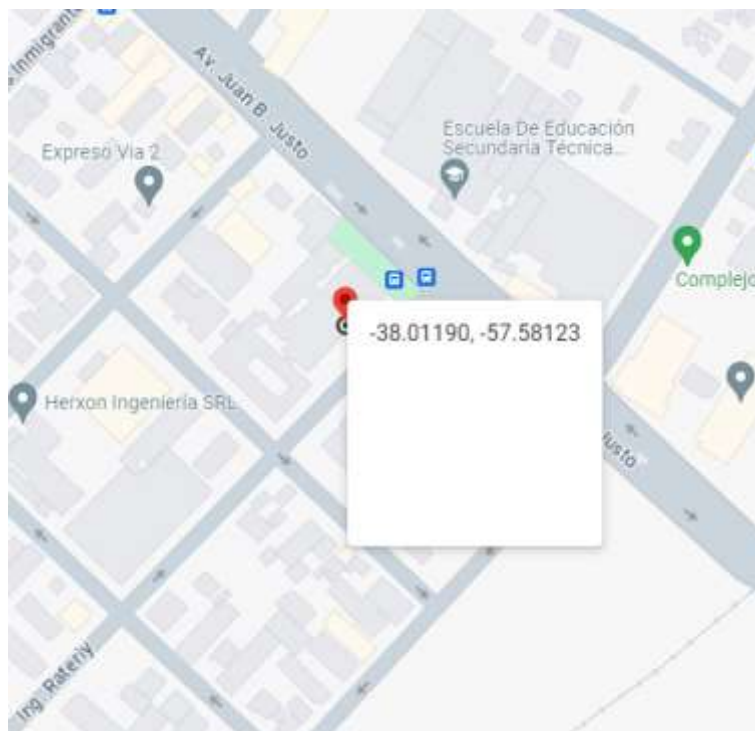 Inmigrante
Av. Juan B. Justo
Expreso Via 2
Escuela De Educación
Secundaria Técnica...
Complejo
-38.01190, -57.58123
Herxon Ingeniería SRL
Justo
Ing. Rateriy